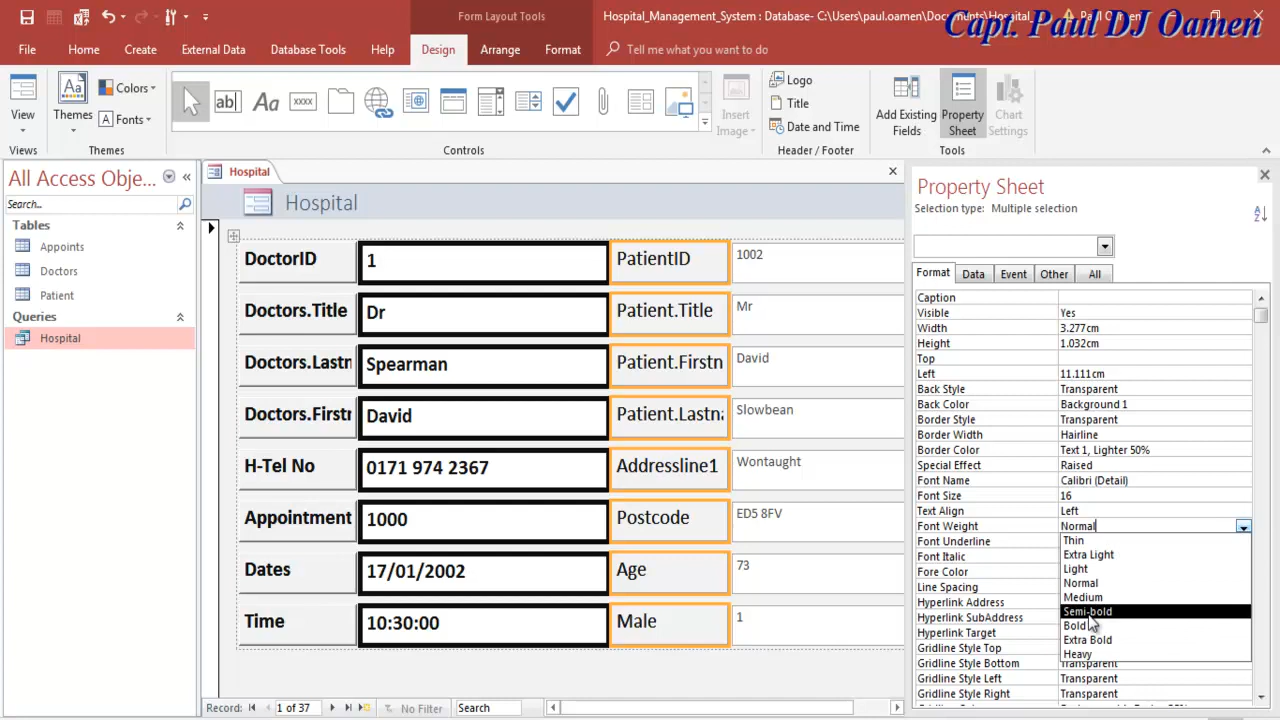 Form Layout Tools
Hospital_Management_System : Database- C:\Users\paul.oamen\Documents\Hospital_
Capt. Paul DJ Oamen
File Home Create External Data Database Tools Help Design Arrange Format Tell me what you want to do
View
Views
Aa
Themes
Colors
Fonts
Themes
ab
Aa
XXXX
Controls
Insert
Image
Logo
Title
Date and Time
Header / Footer
Add Existing
Fields
Property
Sheet
Chart
Settings
Tools
All Access Obje...
Search...
Tables
Appoints
Doctors
Patient
Queries
Hospital
Hospital
Hospital
DoctorID 1 PatientID 1002
Doctors.Title Dr Patient.Title Mr
Doctors.Lastn Spearman Patient.Firstn David
Doctors.Firstn David Patient.Lastna Slowbean
H-Tel No 0171 974 2367 Addressline1 Wontaught
Appointment 1000 Postcode ED5 8FV
Dates 17/01/2002 Age 73
Time 10:30:00 Male 1
Record: 1 of 37 No Filter Search
Property Sheet
Selection type: Multiple selection
Format Data Event Other All
Caption
Visible Yes
Width 3.277cm
Height 1.032cm
Top
Left 11.111cm
Back Style Transparent
Back Color Background 1
Border Style Transparent
Border Width Hairline
Border Color Text 1, Lighter 50%
Special Effect Raised
Font Name Calibri (Detail)
Font Size 16
Text Align Left
Font Weight Normal
Font Underline
Font Italic
Fore Color
Line Spacing
Hyperlink Address
Hyperlink SubAddress
Hyperlink Target
Gridline Style Top
Gridline Style Bottom Transparent
Gridline Style Left Transparent
Gridline Style Right Transparent
Thin
Extra Light
Light
Normal
Medium
Semi-bold
Bold
Extra Bold
Heavy